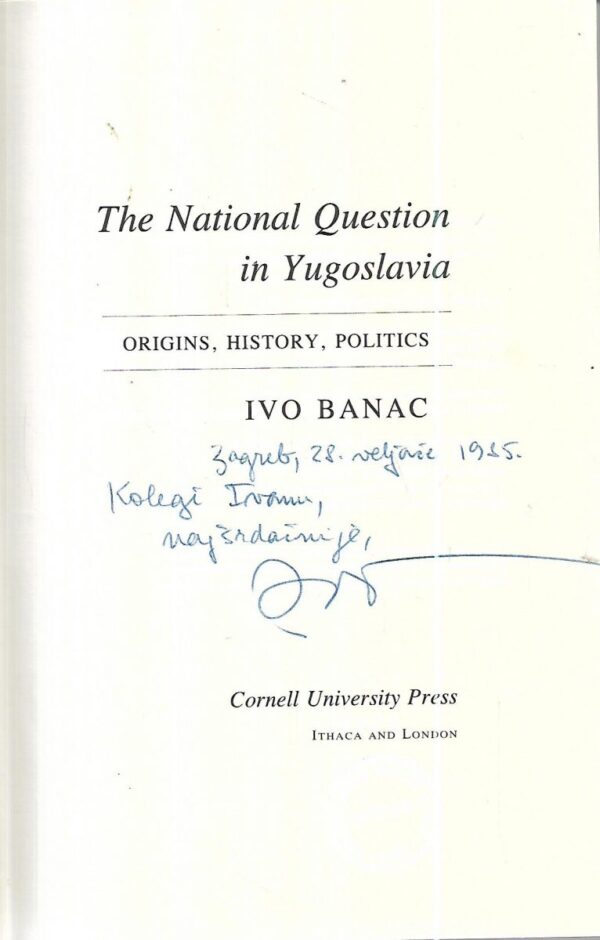 The National Question
in Yugoslavia
ORIGINS, HISTORY, POLITICS
IVO BANAC
Zagreb, 28. veljače 1985.
Kolegi Ivanu,
najsrdačnije,
Cornell University Press
ITHACA AND LONDON